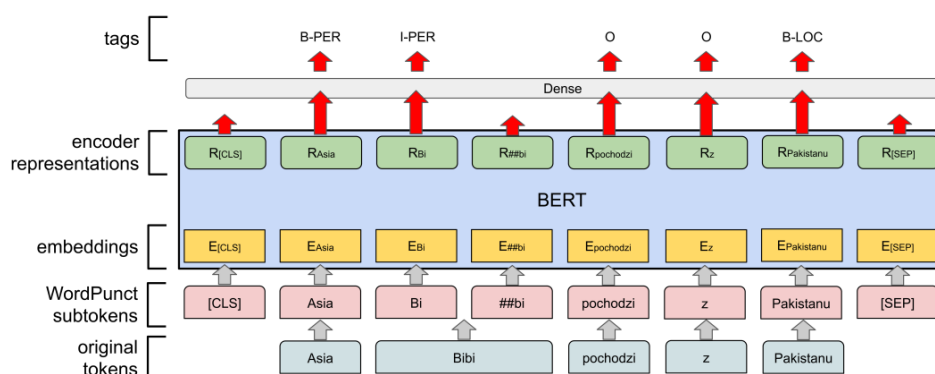 tags
B-PER I-PER O O B-LOC
Dense
encoder
representations
R[CLS] RAsia RBi R##bi Rpochodzi Rz RPakistanu R[SEP]
BERT
embeddings
E[CLS] EAsia EBi E##bi Epochodzi Ez EPakistanu E[SEP]
WordPunct
subtokens
[CLS] Asia Bi ##bi pochodzi z Pakistanu [SEP]
original
tokens
Asia Bibi pochodzi z Pakistanu